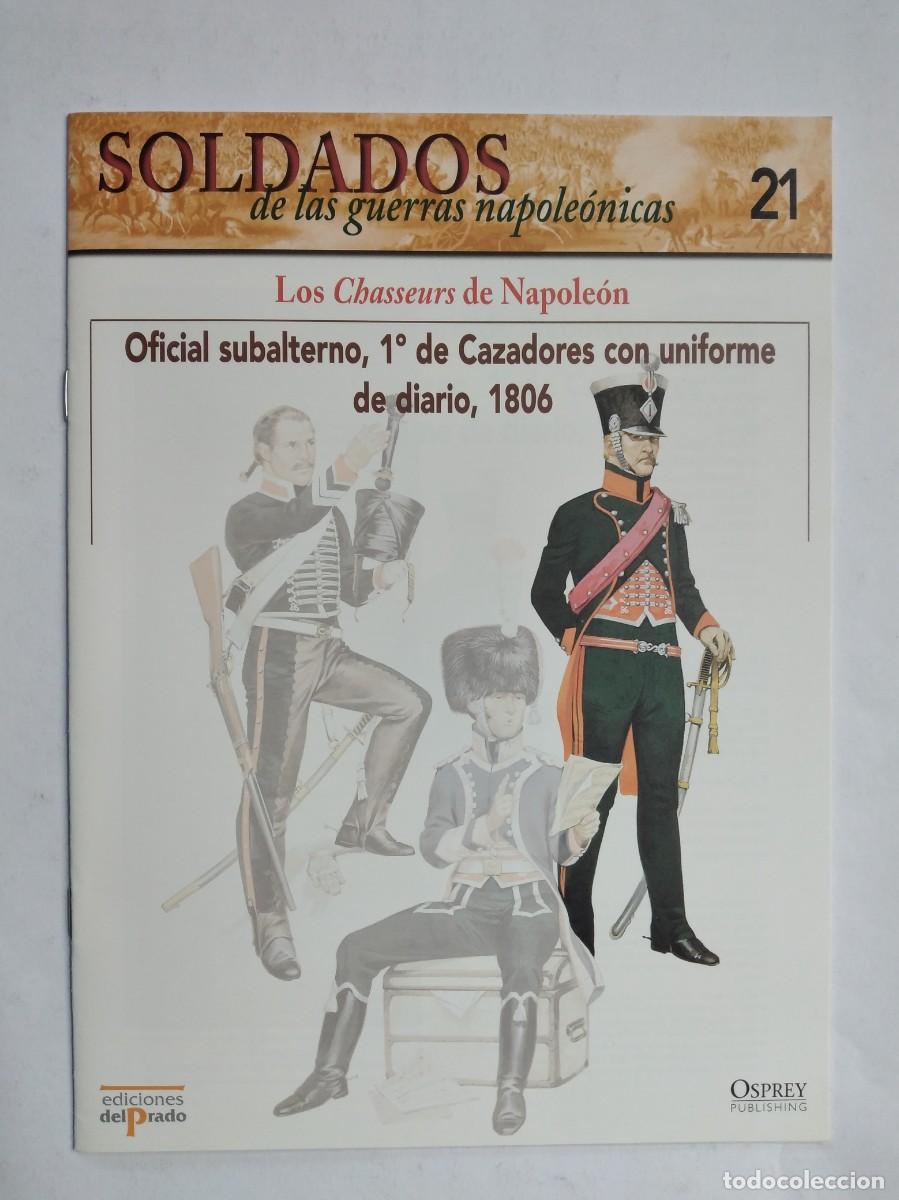 SOLDADOS
de las guerras napoleónicas
21
Los Chasseurs de Napoleón
Oficial subalterno, 1° de Cazadores con uniforme
de diario, 1806
1
ediciones
delPrado
OSPREY
PUBLISHING
todocoleccion